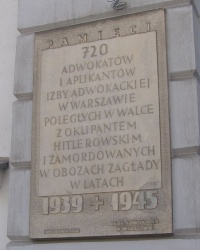 PAMIĘCI
720
ADWOKATÓW
I APLIKANTÓW
IZBY ADWOKACKIEJ
W WARSZAWIE
POLEGŁYCH W WALCE
Z OKUPANTEM
HITLEROWSKIM
I ZAMORDOWANYCH
W OBOZACH ZAGŁADY
W LATACH
1939 + 1945